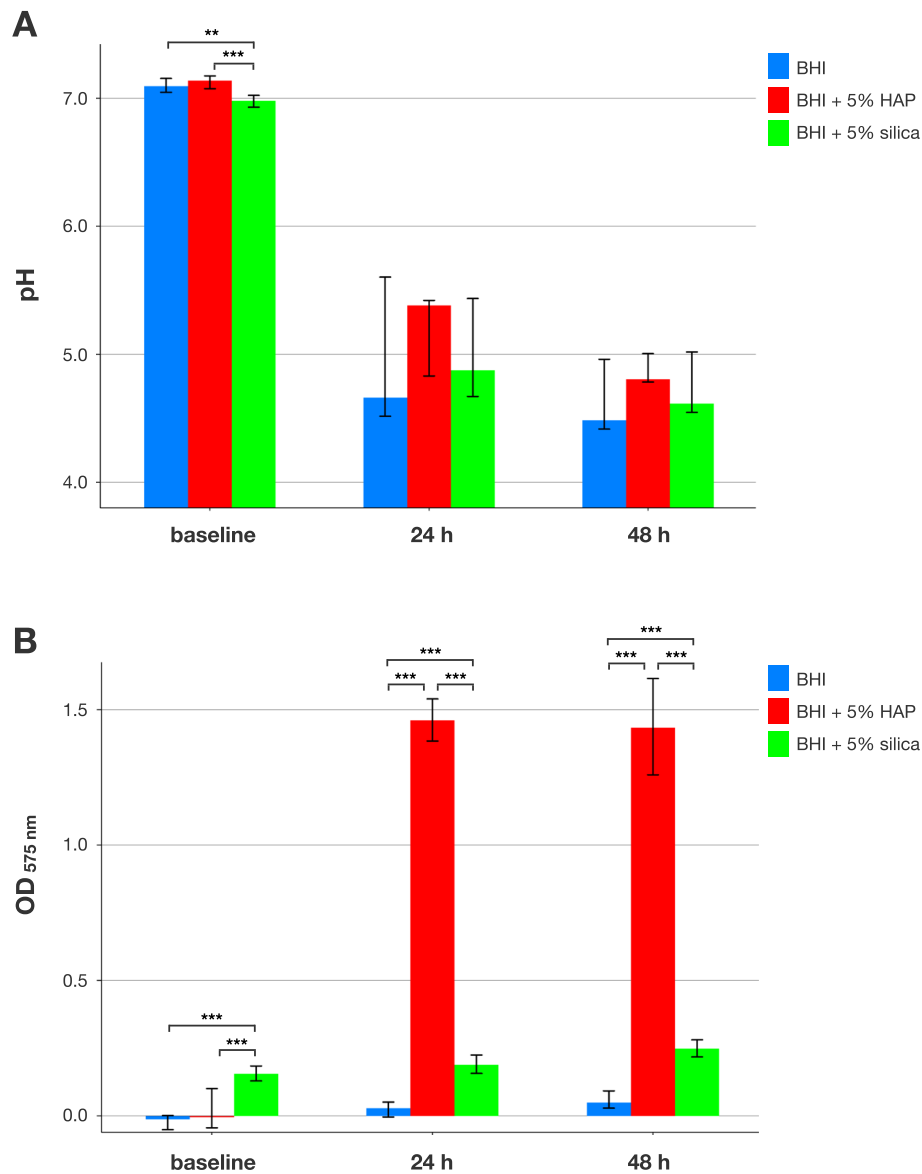 A
**
***
BHI
BHI + 5% HAP
BHI + 5% silica
7.0
6.0
5.0
4.0
pH
baseline 24 h 48 h
B
***
***
***
***
***
***
***
***
BHI
BHI + 5% HAP
BHI + 5% silica
1.5
1.0
0.5
0.0
OD 575 nm
baseline 24 h 48 h